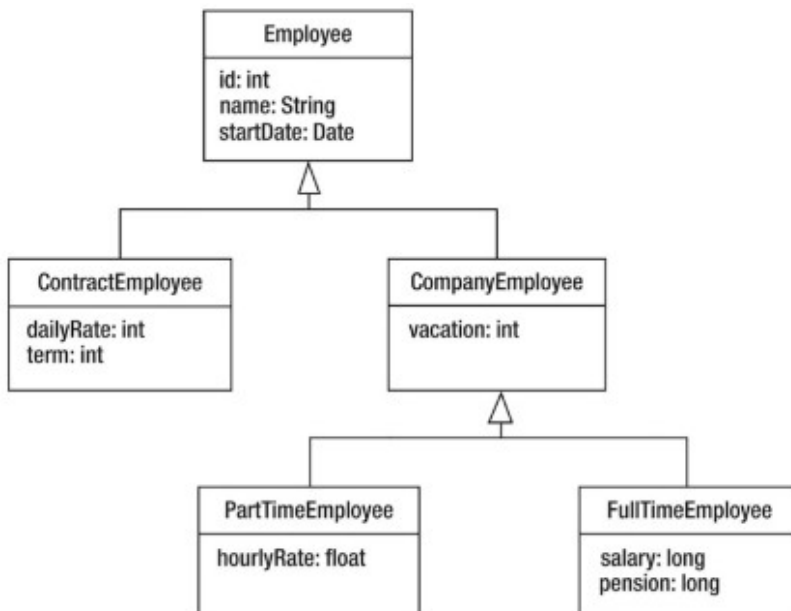 Employee
id: int
name: String
startDate: Date
ContractEmployee
dailyRate: int
term: int
CompanyEmployee
vacation: int
PartTimeEmployee
hourlyRate: float
FullTimeEmployee
salary: long
pension: long